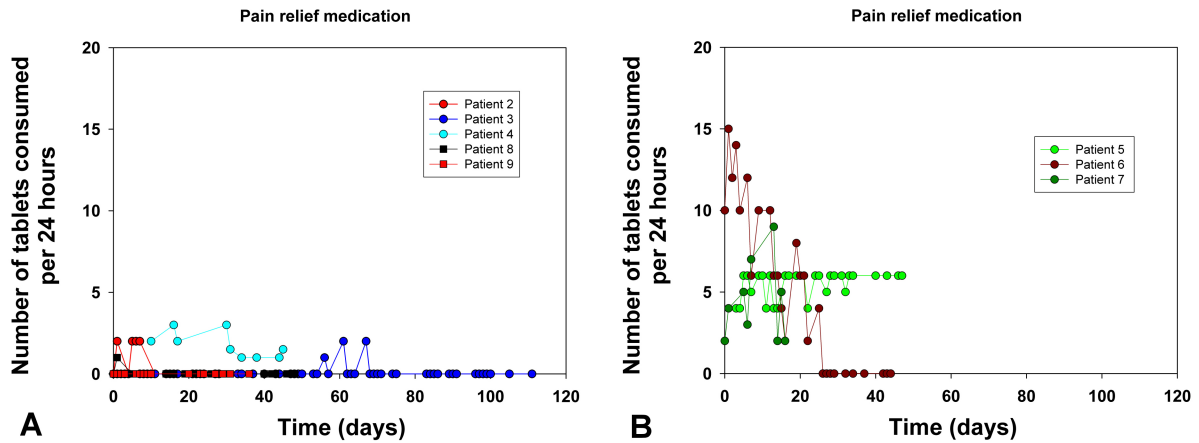 Pain relief medication
Number of tablets consumed
per 24 hours
20
15
10
5
0
0
20
40
60
80
100
120
Time (days)
Patient 2
Patient 3
Patient 4
Patient 8
Patient 9
A
Pain relief medication
Number of tablets consumed
per 24 hours
20
15
10
5
0
0
20
40
60
80
100
120
Time (days)
Patient 5
Patient 6
Patient 7
B